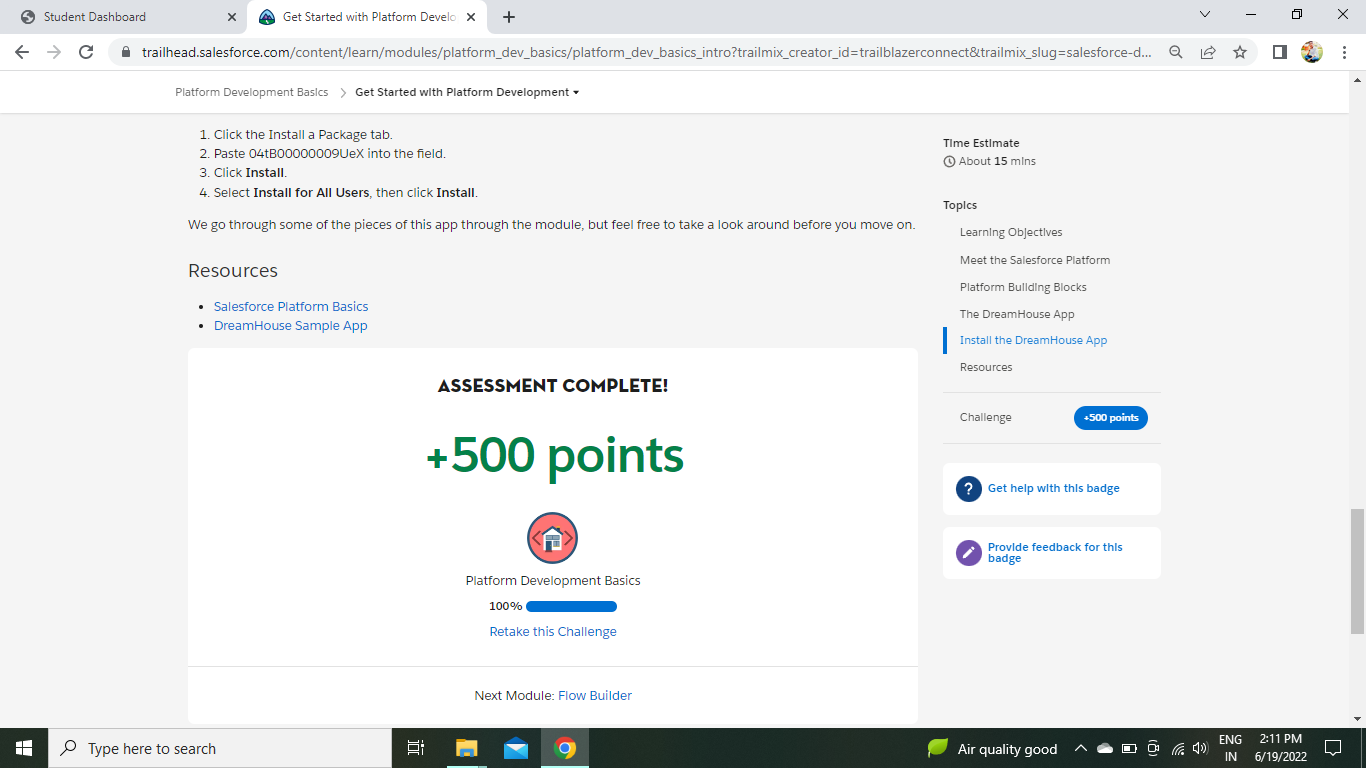 Student Dashboard
Get Started with Platform Develo
trailhead.salesforce.com/content/learn/modules/platform_dev_basics/platform_dev_basics_intro?trailmix_creator_id=trailblazerconnect&trailmix_slug=salesforce-d...
Platform Development Basics
Get Started with Platform Development
1. Click the Install a Package tab.
2. Paste 04tB00000009UeX into the field.
3. Click Install.
4. Select Install for All Users, then click Install.
We go through some of the pieces of this app through the module, but feel free to take a look around before you move on.
Resources
• Salesforce Platform Basics
• DreamHouse Sample App
ASSESSMENT COMPLETE!
+500 points
Platform Development Basics
100%
Retake this Challenge
Next Module: Flow Builder
Time Estimate
About 15 mins
Topics
Learning Objectives
Meet the Salesforce Platform
Platform Building Blocks
The DreamHouse App
Install the DreamHouse App
Resources
Challenge
+500 points
? Get help with this badge
Provide feedback for this
badge
Type here to search
Air quality good
ENG
IN
2:11 PM
6/19/2022